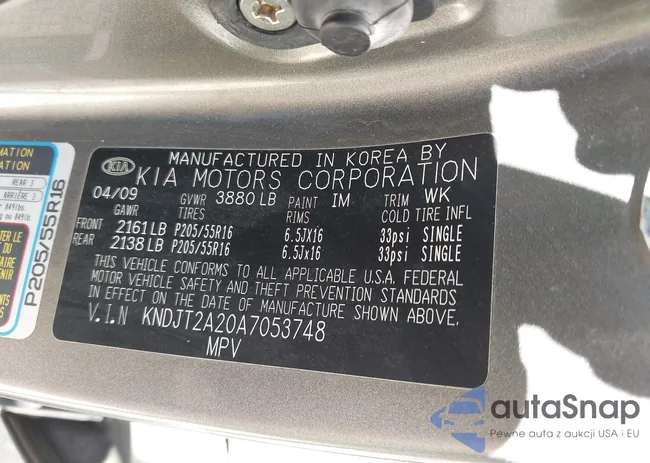 MANUFACTURED IN KOREA BY
KIA KIA MOTORS CORPORATION
04/09 GVWR 3880 LB PAINT IM TRIM WK
GAWR TIRES RIMS COLD TIRE INFL
FRONT 2161 LB P205/55R16 6.5JX16 33psi SINGLE
REAR 2138 LB P205/55R16 6.5Jx16 33psi SINGLE
THIS VEHICLE CONFORMS TO ALL APPLICABLE U.S.A. FEDERAL
MOTOR VEHICLE SAFETY AND THEFT PREVENTION STANDARDS
IN EFFECT ON THE DATE OF MANUFACTURE SHOWN ABOVE.
V.I.N KNDJT2A20A7053748
MPV
REAR 3
ARRIÈRE 3
P205/55R16
autaSnap
Pewne auta z aukcji USA i EU